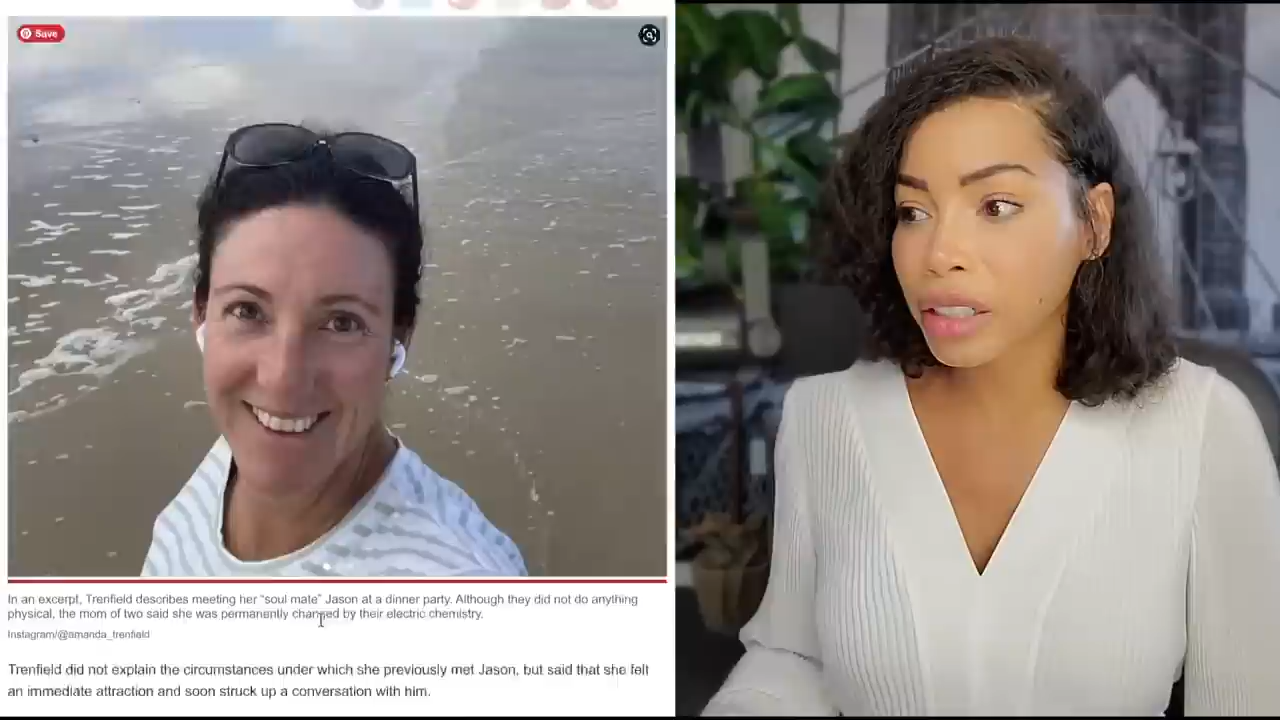 Save
In an excerpt, Trenfield describes meeting her “soul mate” Jason at a dinner party. Although they did not do anything
physical, the mom of two said she was permanently changed by their electric chemistry.
Instagram/@amanda_trenfield
Trenfield did not explain the circumstances under which she previously met Jason, but said that she felt
an immediate attraction and soon struck up a conversation with him.